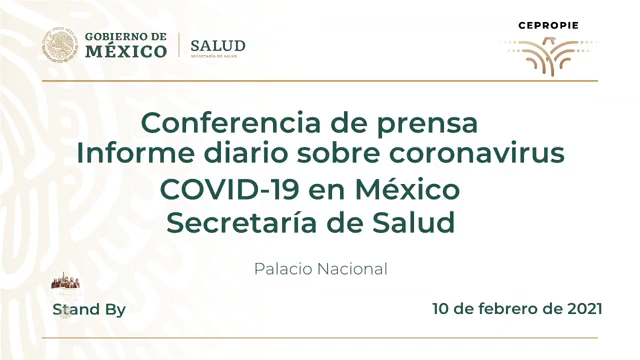 GOBIERNO DE
MÉXICO
SALUD
SECRETARÍA DE SALUD
CEPROPIE
Conferencia de prensa
Informe diario sobre coronavirus
COVID-19 en México
Secretaría de Salud
Palacio Nacional
Stand By
10 de febrero de 2021